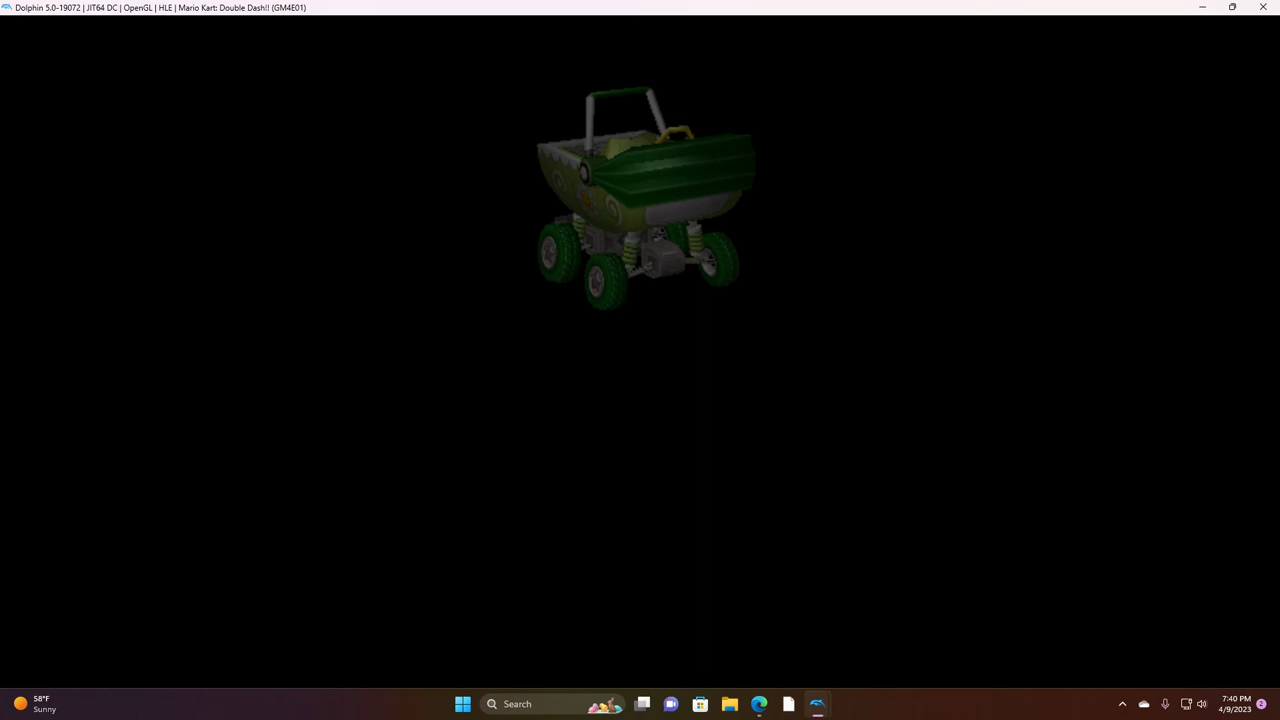 Dolphin 5.0-19072 | JIT64 DC | OpenGL | HLE | Mario Kart: Double Dash!! (GM4E01)
58°F
Sunny
Search
7:40 PM
4/9/2023
2